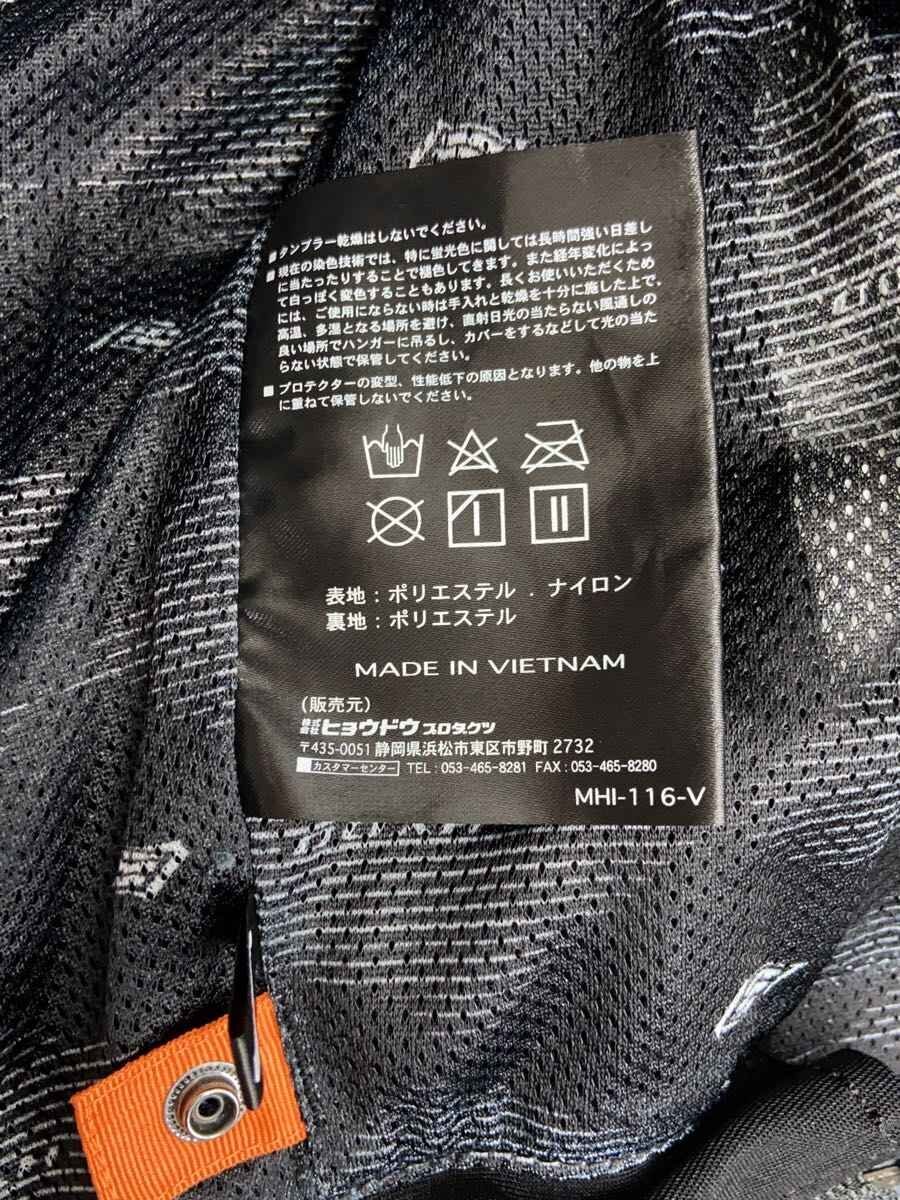 ■タンブラー乾燥はしないでください。
■現在の染色技術では、特に蛍光色に関しては長時間強い日差し
に当たったりすることで褪色してきます。また経年変化によっ
て白っぽく変色することもあります。長くお使いいただくため
には、ご使用にならない時は手入れと乾燥を十分に施した上で、
高温、多湿となる場所を避け、直射日光の当たらない風通しの
良い場所でハンガーに吊るし、カバーをするなどして光の当た
らない状態で保管してください。
■プロテクターの変型、性能低下の原因となります。他の物を上
に重ねて保管しないでください。
表地：ポリエステル . ナイロン
裏地：ポリエステル
MADE IN VIETNAM
(販売元)
株式会社ヒョウドウプロダクツ
〒435-0051 静岡県浜松市東区市野町 2732
カスタマーセンター TEL : 053-465-8281 FAX : 053-465-8280
MHI-116-V